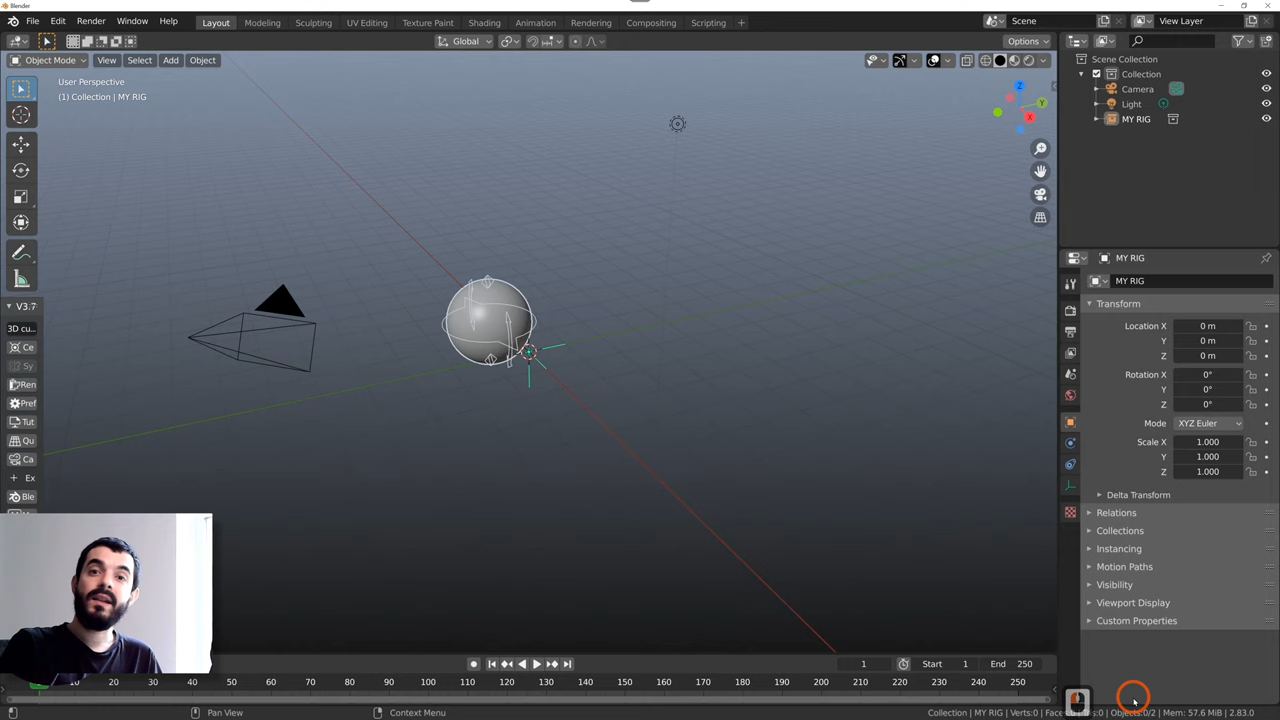 Blender
File Edit Render Window Help
Layout Modeling Sculpting UV Editing Texture Paint Shading Animation Rendering Compositing Scripting +
Scene
View Layer
Global
Options
Object Mode
View Select Add Object
User Perspective
(1) Collection | MY RIG
Z
Y
X
V3.7
3D cu...
Ce
Sy
Ren
Pref
Tut
Qu
Ca
Ex
Ble
Scene Collection
Collection
Camera
Light
MY RIG
MY RIG
MY RIG
Transform
Location X 0 m
Y 0 m
Z 0 m
Rotation X 0°
Y 0°
Z 0°
Mode XYZ Euler
Scale X 1.000
Y 1.000
Z 1.000
Delta Transform
Relations
Collections
Instancing
Motion Paths
Visibility
Viewport Display
Custom Properties
1 Start 1 End 250
10 20 30 40 50 60 70 80 90 100 110 120 130 140 150 160 170 180 190 200 210 220 230 240 250
Pan View
Context Menu
Collection | MY RIG | Verts:0 | Faces:0 | Objects:0/2 | Mem: 57.6 MiB | 2.83.0